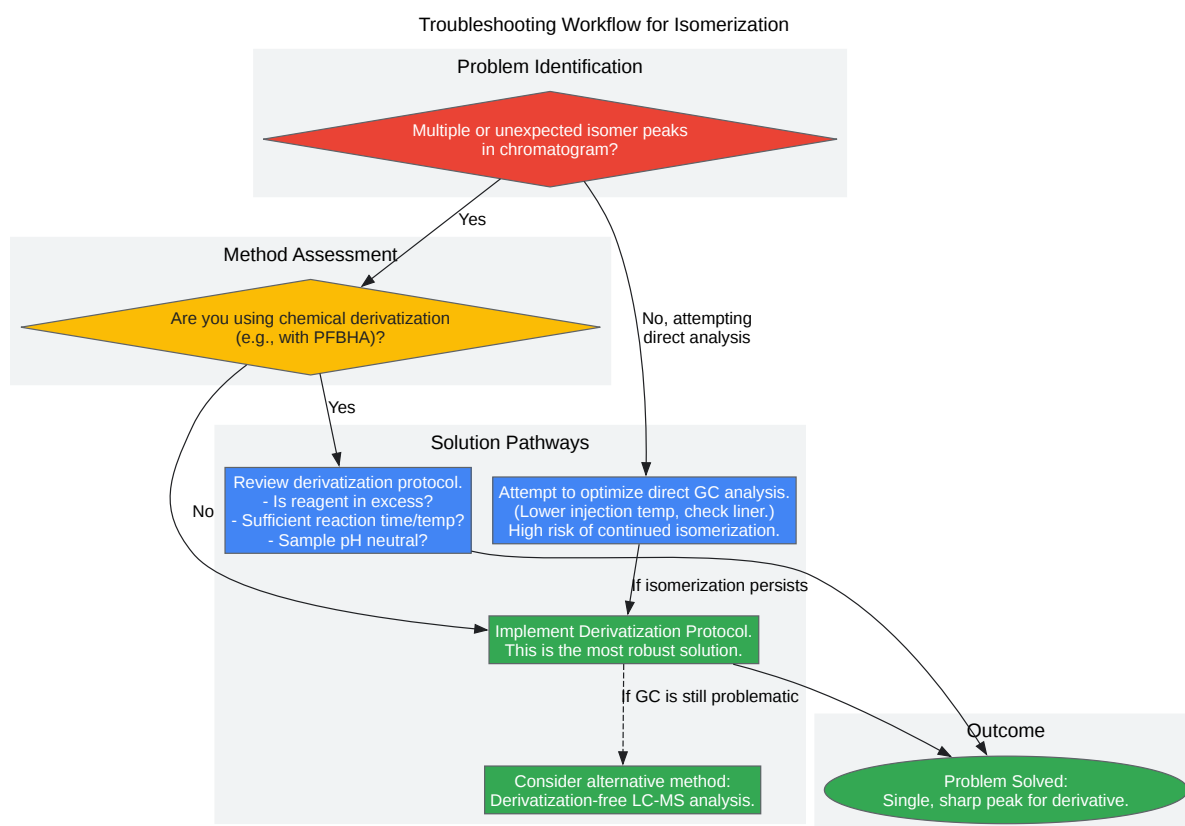 Troubleshooting Workflow for Isomerization
Problem Identification
Multiple or unexpected isomer peaks
in chromatogram?
Yes
Method Assessment
Are you using chemical derivatization
(e.g., with PFBHA)?
No, attempting
direct analysis
Yes
Solution Pathways
Review derivatization protocol.
- Is reagent in excess?
- Sufficient reaction time/temp?
- Sample pH neutral?
Attempt to optimize direct GC analysis.
(Lower injection temp, check liner.)
High risk of continued isomerization.
No
If isomerization persists
Implement Derivatization Protocol.
This is the most robust solution.
If GC is still problematic
Outcome
Consider alternative method:
Derivatization-free LC-MS analysis.
Problem Solved:
Single, sharp peak for derivative.